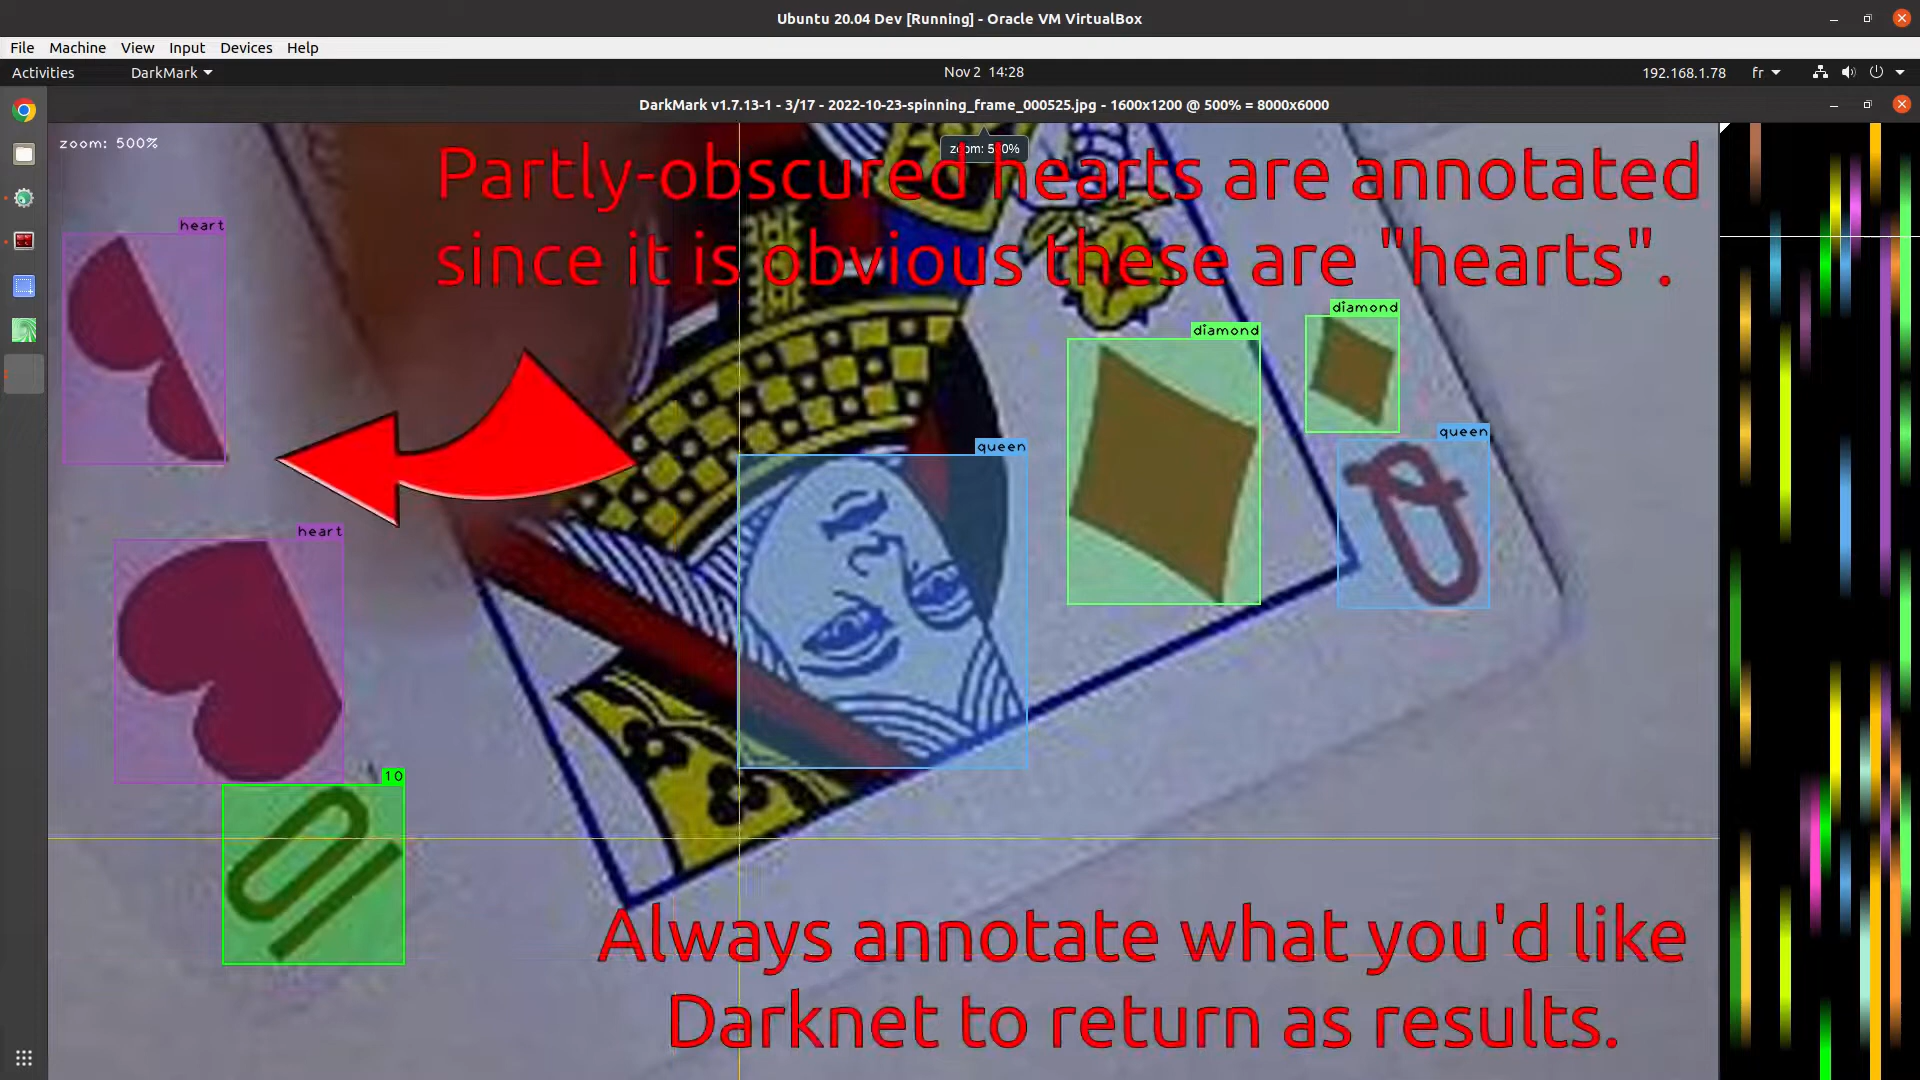 Ubuntu 20.04 Dev [Running] - Oracle VM VirtualBox
File Machine View Input Devices Help
Activities DarkMark Nov 2 14:28 192.168.1.78 fr
DarkMark v1.7.13-1 - 3/17 - 2022-10-23-spinning_frame_000525.jpg - 1600x1200 @ 500% = 8000x6000
zoom: 500%
zoom: 500%
Partly-obscured hearts are annotated
since it is obvious these are "hearts".
heart
diamond
diamond
queen
queen
Q
heart
10
10
Always annotate what you'd like
Darknet to return as results.